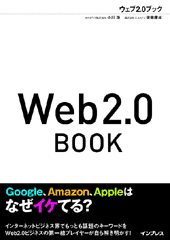 ウェブ2.0ブック
Web2.0
BOOK
Google、Amazon、Appleは
なぜイケてる?
インターネットビジネス界でもっとも話題のキーワードを
Web2.0ビジネスの第一線プレイヤーが自ら解き明かす!
インプレス